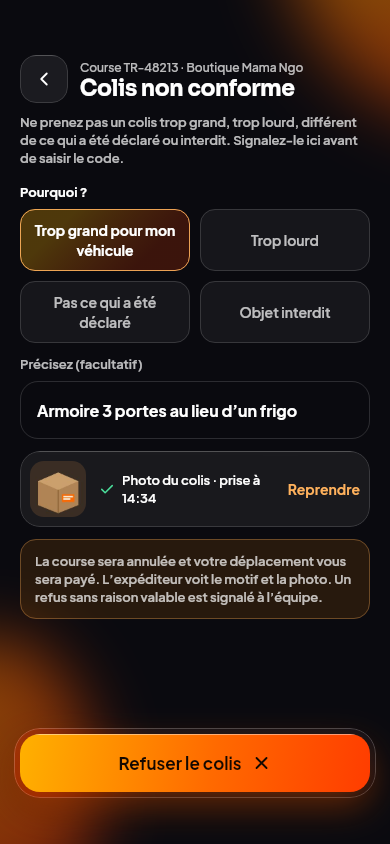 Course TR-48213 · Boutique Mama Ngo
Colis non conforme
Ne prenez pas un colis trop grand, trop lourd, différent
de ce qui a été déclaré ou interdit. Signalez-le ici avant
de saisir le code.
Pourquoi ?
Trop grand pour mon
véhicule
Trop lourd
Pas ce qui a été
déclaré
Objet interdit
Précisez (facultatif)
Armoire 3 portes au lieu d’un frigo
Photo du colis · prise à
14:34
Reprendre
La course sera annulée et votre déplacement vous
sera payé. L’expéditeur voit le motif et la photo. Un
refus sans raison valable est signalé à l’équipe.
Refuser le colis